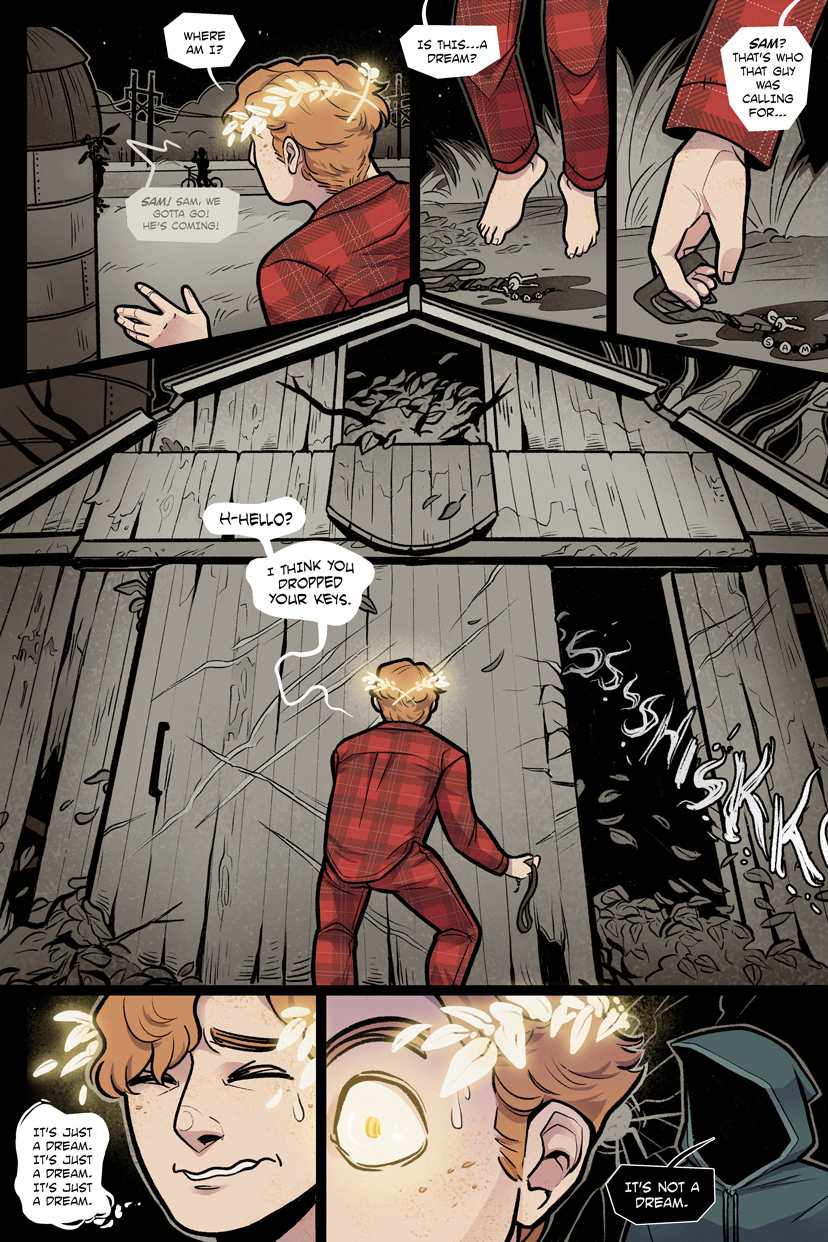 WHERE
AM I?
SAM! SAM, WE
GOTTA GO!
HE'S COMING!
IS THIS...A
DREAM?
SAM?
THAT'S WHO
THAT GUY
WAS
CALLING
FOR...
SAM
H-HELLO?
I THINK YOU
DROPPED
YOUR KEYS.
SSSSSHHISKKK
IT'S JUST
A DREAM.
IT'S JUST
A DREAM.
IT'S JUST
A DREAM.
IT'S NOT A
DREAM.